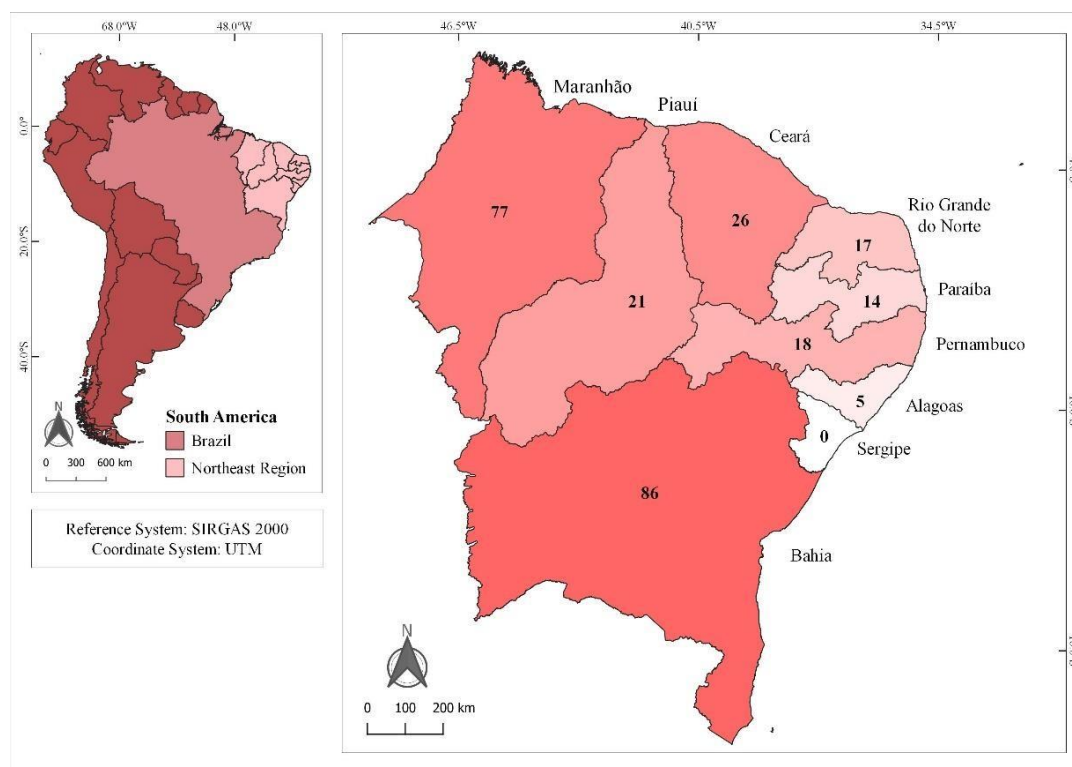 68.0°W 48.0°W
0.0°
20.0°S
40.0°S
N
0 300 600 km
South America
Brazil
Northeast Region
Reference System: SIRGAS 2000
Coordinate System: UTM
46.5°W 40.5°W 34.5°W
Maranhão
Piauí
Ceará
Rio Grande
do Norte
Paraíba
Pernambuco
Alagoas
Sergipe
Bahia
77
26
17
21
14
18
5
0
86
N
0 100 200 km